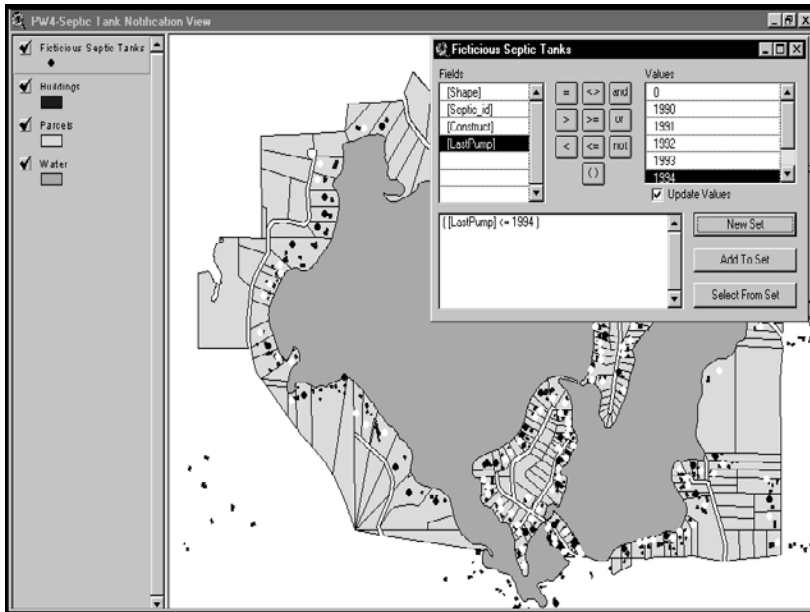 PW4-Septic Tank Notification View
Ficticious Septic Tanks
Buildings
Parcels
Water
Ficticious Septic Tanks
Fields
[Shape]
[Septic_id]
[Construct]
[LastPump]
= <> and
> >= or
< <= not
()
Values
0
1990
1991
1992
1993
1994
Update Values
( [LastPump] <= 1994 )
New Set
Add To Set
Select From Set